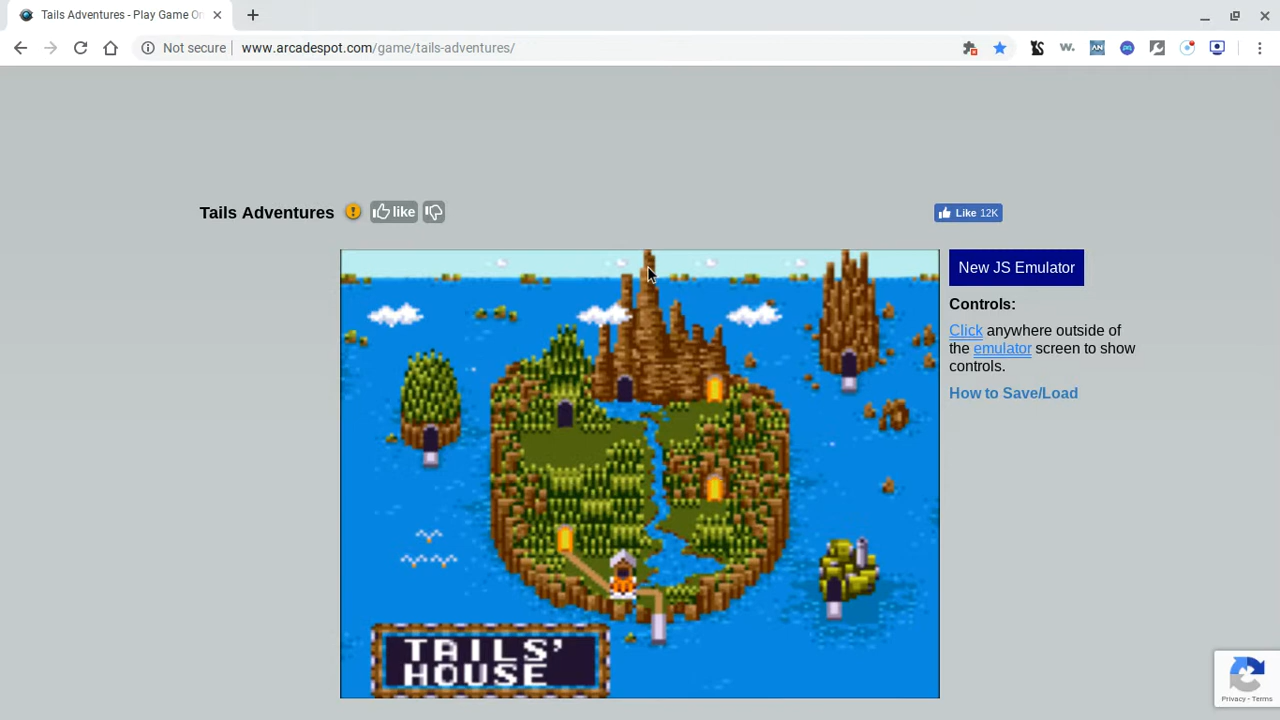 Tails Adventures - Play Game On
Not secure www.arcadespot.com/game/tails-adventures/
w. AN
Tails Adventures like Like 12K
New JS Emulator
Controls:
Click anywhere outside of
the emulator screen to show
controls.
How to Save/Load
TAILS'
HOUSE
Privacy - Terms